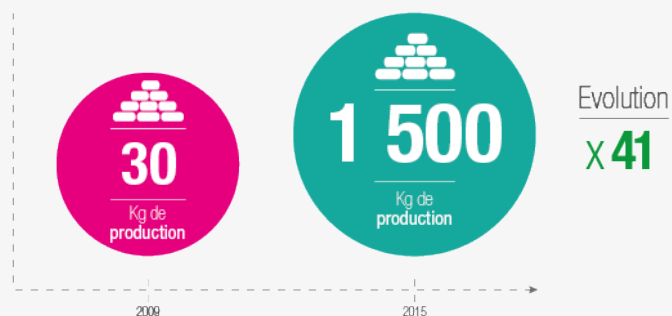 30
Kg de
production
1 500
Kg de
production
Evolution
x 41
2009
2015